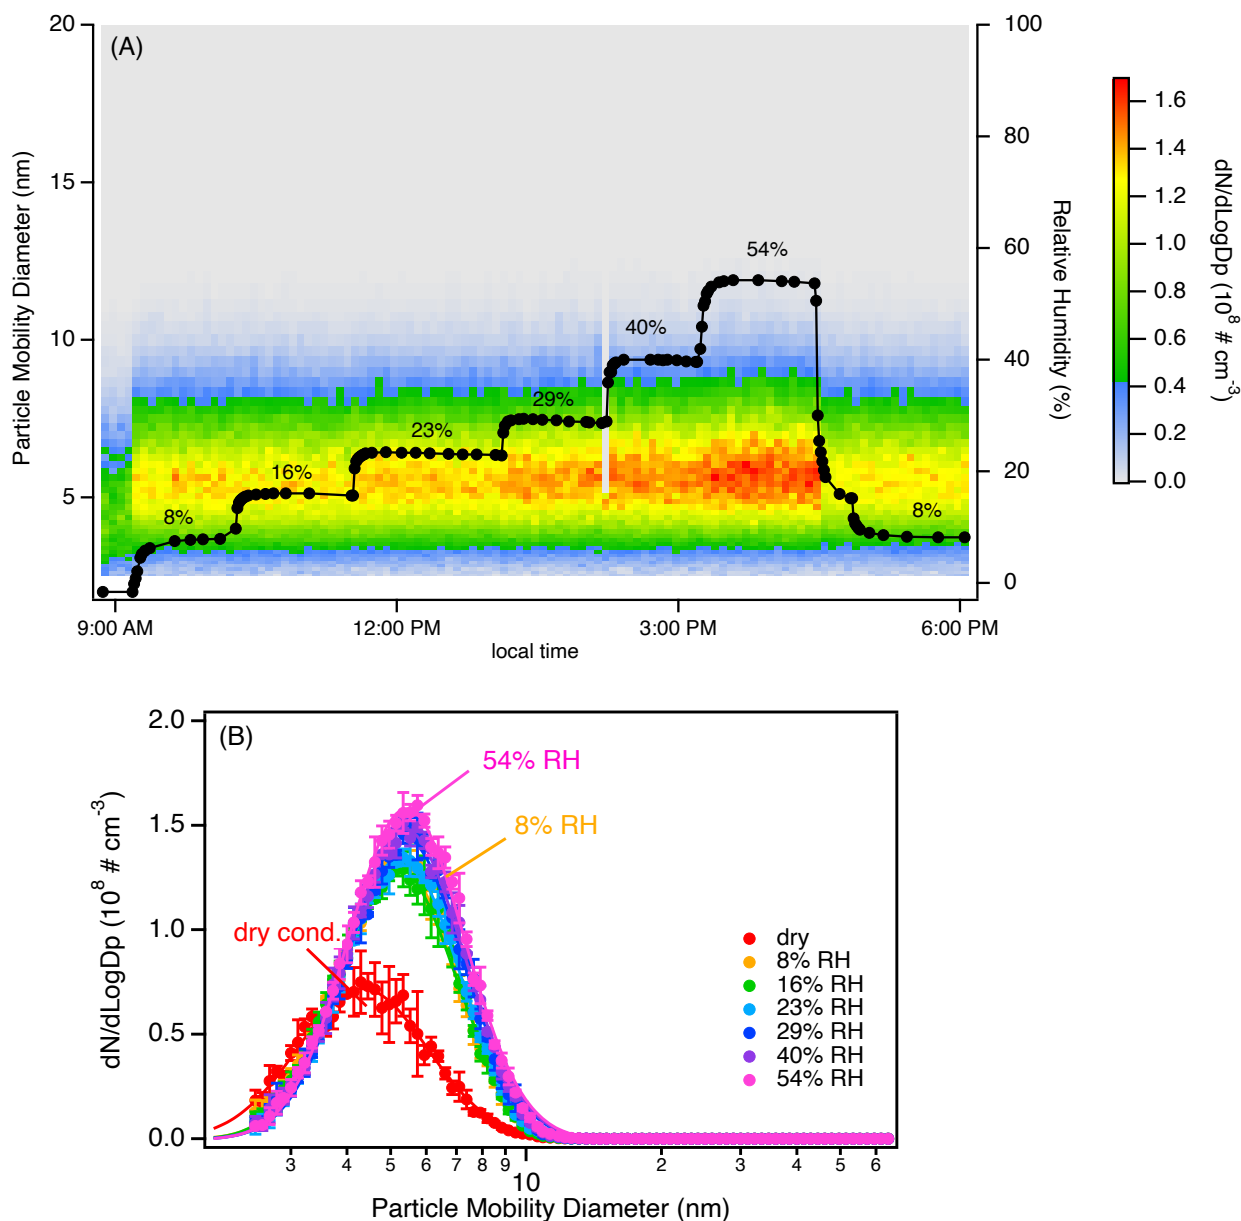 (A)
Particle Mobility Diameter (nm)
20
15
10
5
100
80
60
40
20
0
Relative Humidity (%)
8%
16%
23%
29%
40%
54%
8%
9:00 AM
12:00 PM
3:00 PM
6:00 PM
local time
1.6
1.4
1.2
1.0
0.8
0.6
0.4
0.2
0.0
dN/dLogDp (10⁸ # cm⁻³)
(B)
dN/dLogDp (10⁸ # cm⁻³)
2.0
1.5
1.0
0.5
0.0
54% RH
8% RH
dry cond.
dry
8% RH
16% RH
23% RH
29% RH
40% RH
54% RH
3 4 5 6 7 8 9 10 2 3 4 5 6
Particle Mobility Diameter (nm)